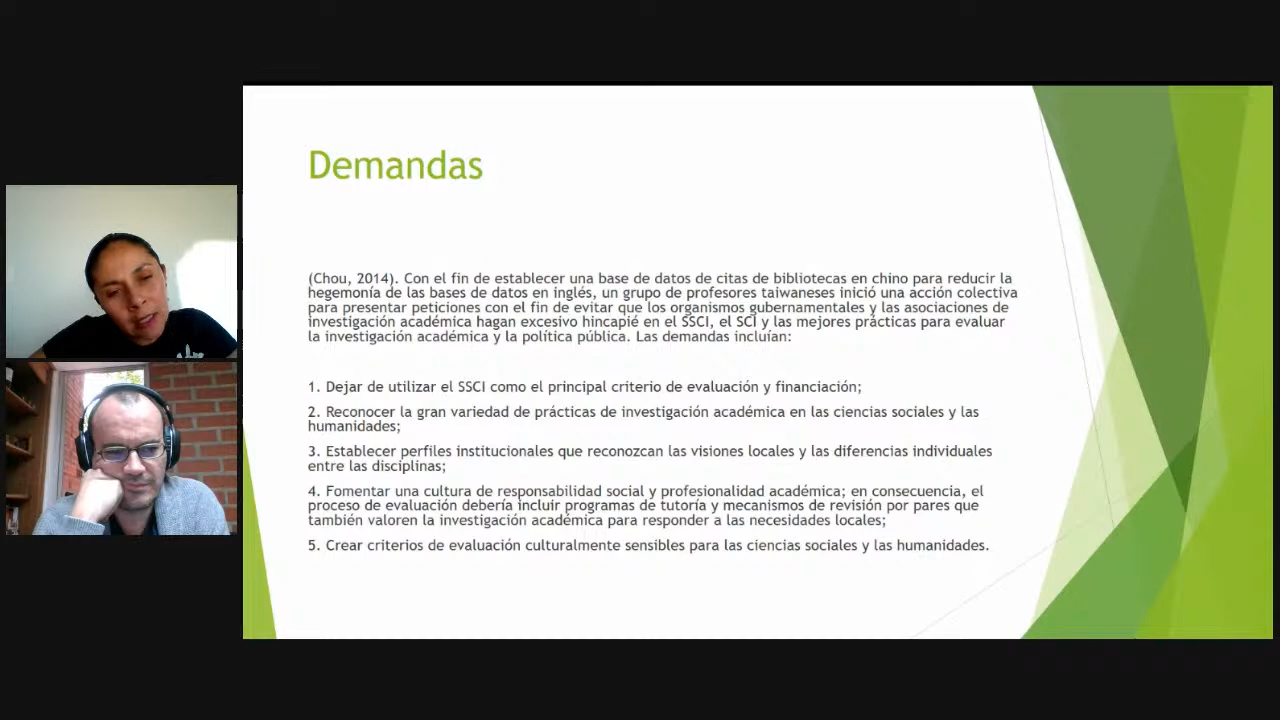 Demandas
(Chou, 2014). Con el fin de establecer una base de datos de citas de bibliotecas en chino para reducir la
hegemonía de las bases de datos en inglés, un grupo de profesores taiwaneses inició una acción colectiva
para presentar peticiones con el fin de evitar que los organismos gubernamentales y las asociaciones de
investigación académica hagan excesivo hincapié en el SSCI, el SCI y las mejores prácticas para evaluar
la investigación académica y la política pública. Las demandas incluían:
1. Dejar de utilizar el SSCI como el principal criterio de evaluación y financiación;
2. Reconocer la gran variedad de prácticas de investigación académica en las ciencias sociales y las
humanidades;
3. Establecer perfiles institucionales que reconozcan las visiones locales y las diferencias individuales
entre las disciplinas;
4. Fomentar una cultura de responsabilidad social y profesionalidad académica; en consecuencia, el
proceso de evaluación debería incluir programas de tutoría y mecanismos de revisión por pares que
también valoren la investigación académica para responder a las necesidades locales;
5. Crear criterios de evaluación culturalmente sensibles para las ciencias sociales y las humanidades.